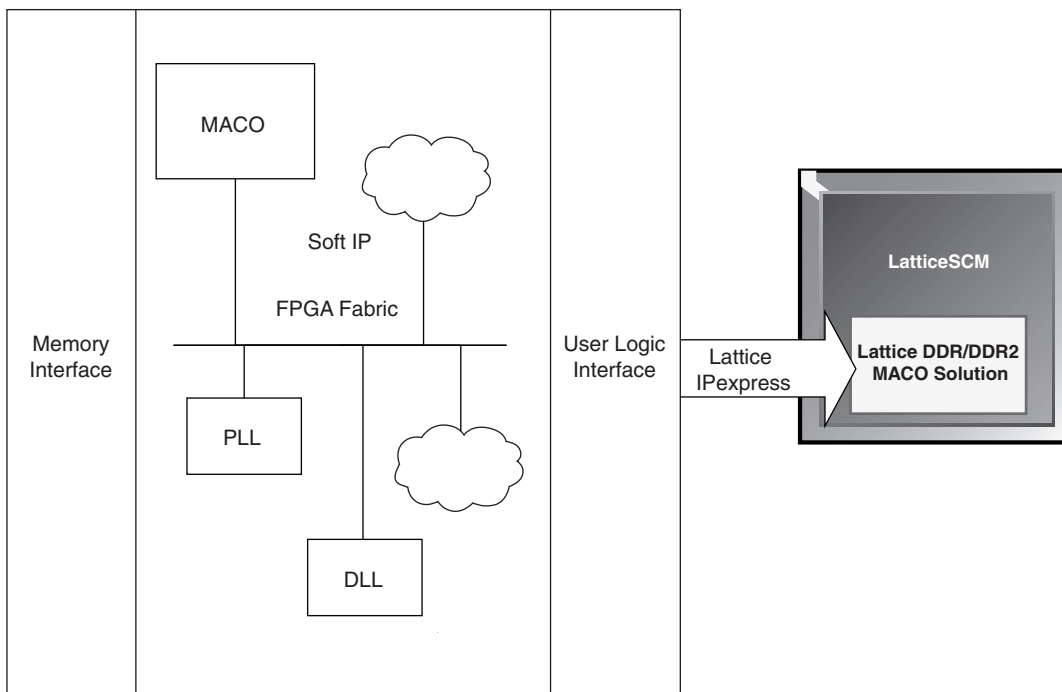 Memory
Interface
MACO
Soft IP
FPGA Fabric
PLL
DLL
User Logic
Interface
Lattice
IPexpress
LatticeSCM
Lattice DDR/DDR2
MACO Solution